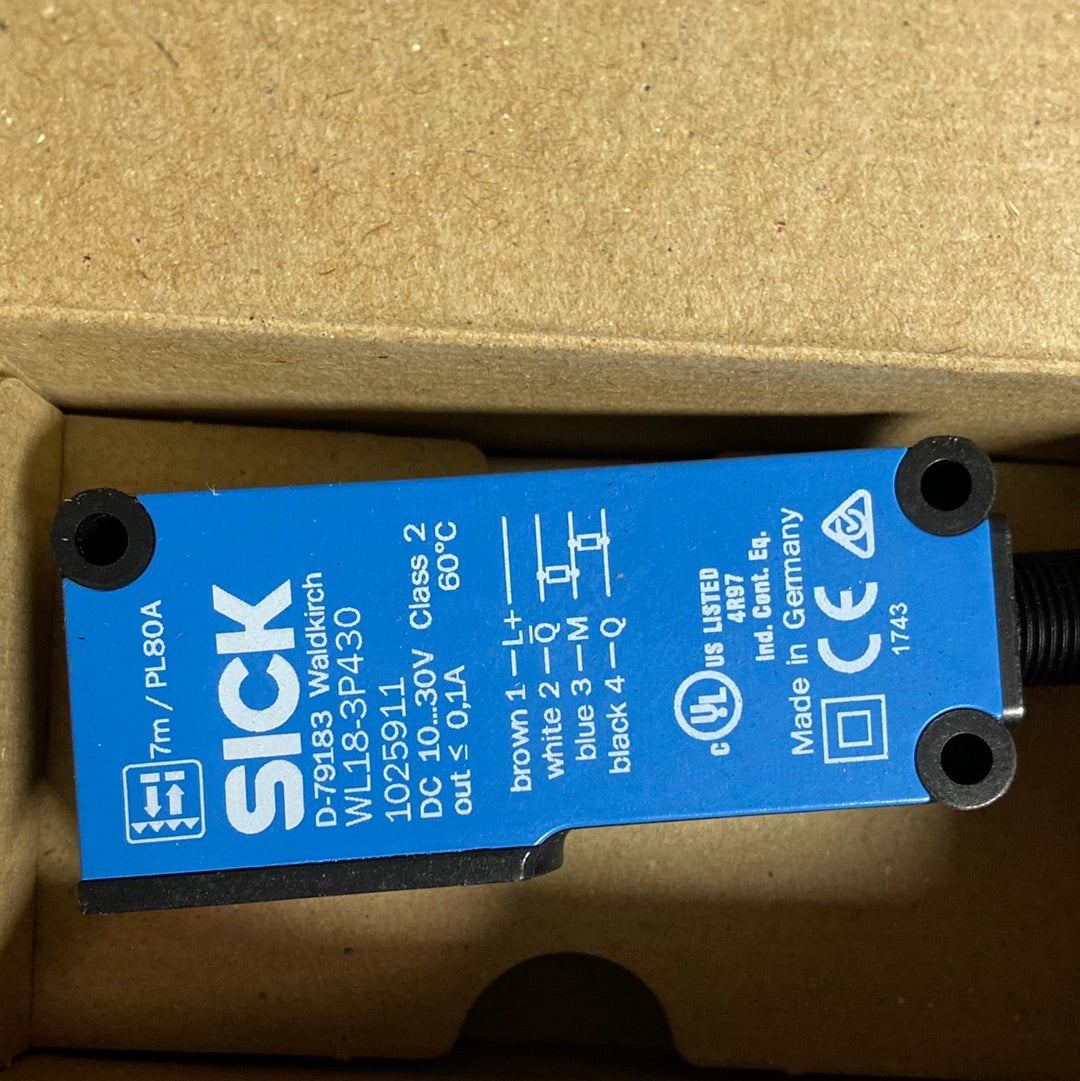 7m / PL80A
SICK
D-79183 Waldkirch
WL18-3P430
1025911
DC 10...30V Class 2
out ≤ 0,1A 60°C
brown 1 – L+
white 2 – Q̅
blue 3 – M
black 4 – Q
c UL US LISTED
4R97
Ind. Cont. Eq.
Made in Germany
CE
1743